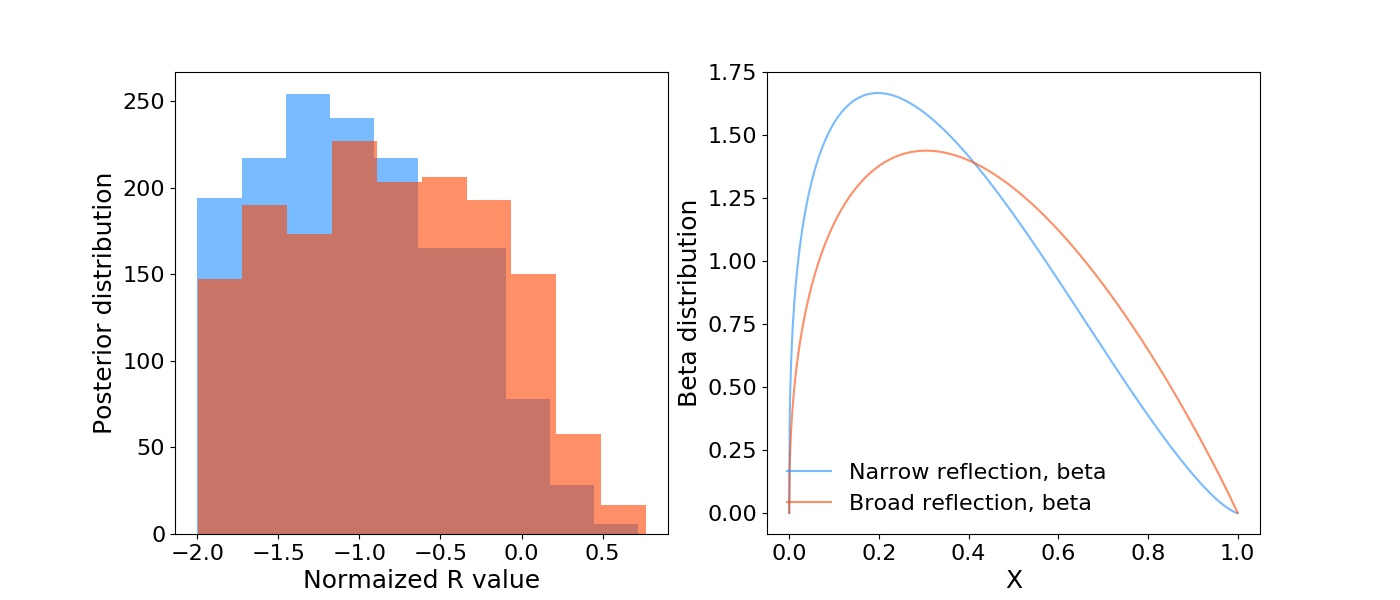 Posterior distribution
250
200
150
100
50
0
−2.0 −1.5 −1.0 −0.5 0.0 0.5
Normaized R value
Beta distribution
1.75
1.50
1.25
1.00
0.75
0.50
0.25
0.00
Narrow reflection, beta
Broad reflection, beta
0.0 0.2 0.4 0.6 0.8 1.0
X